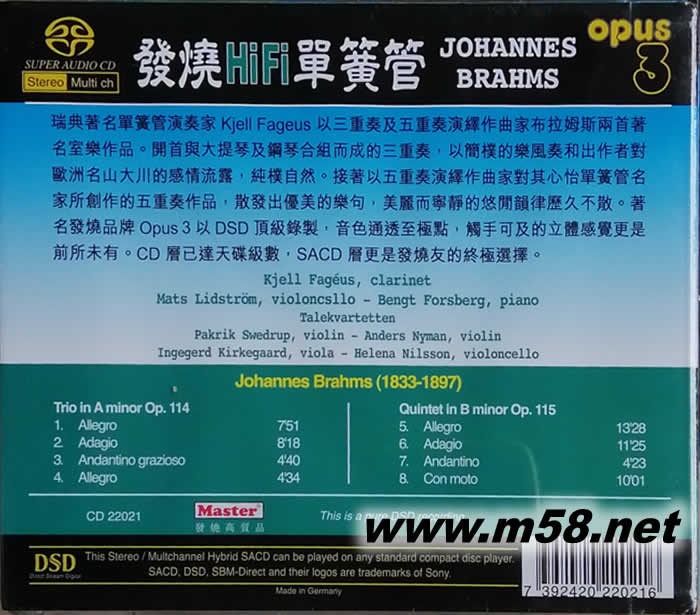 SUPER AUDIO CD
Stereo Multi ch
發燒HiFi單簧管
JOHANNES
BRAHMS
opus
3
瑞典著名單簧管演奏家 Kjell Fageus 以三重奏及五重奏演繹作曲家布拉姆斯兩首著
名室樂作品。開首與大提琴及鋼琴合組而成的三重奏，以簡樸的樂風奏和出作者對
歐洲名山大川的感情流露，純樸自然。接著以五重奏演繹作曲家對其心怡單簧管名
家所創作的五重奏作品，散發出優美的樂句，美麗而寧靜的悠閒韻律歷久不散。著
名發燒品牌 Opus 3 以 DSD 頂級錄製，音色通透至極點，觸手可及的立體感覺更是
前所未有。CD 層已達天碟級數，SACD 層更是發燒友的終極選擇。
Kjell Fagéus, clarinet
Mats Lidström, violoncsllo – Bengt Forsberg, piano
Talekvartetten
Pakrik Swedrup, violin - Anders Nyman, violin
Ingegerd Kirkegaard, viola - Helena Nilsson, violoncello
Johannes Brahms (1833-1897)
Trio in A minor Op. 114
1. Allegro 7'51
2. Adagio 8'18
3. Andantino grazioso 4'40
4. Allegro 4'34
Quintet in B minor Op. 115
5. Allegro 13'28
6. Adagio 11'25
7. Andantino 4'23
8. Con moto 10'01
CD 22021
Master
發燒高質品
This is a pure DSD recording
www.m58.net
DSD
Direct Stream Digital
This Stereo / Multichannel Hybrid SACD can be played on any standard compact disc player.
SACD, DSD, SBM-Direct and their logos are trademarks of Sony.
Made in Germany
7 392420 220216